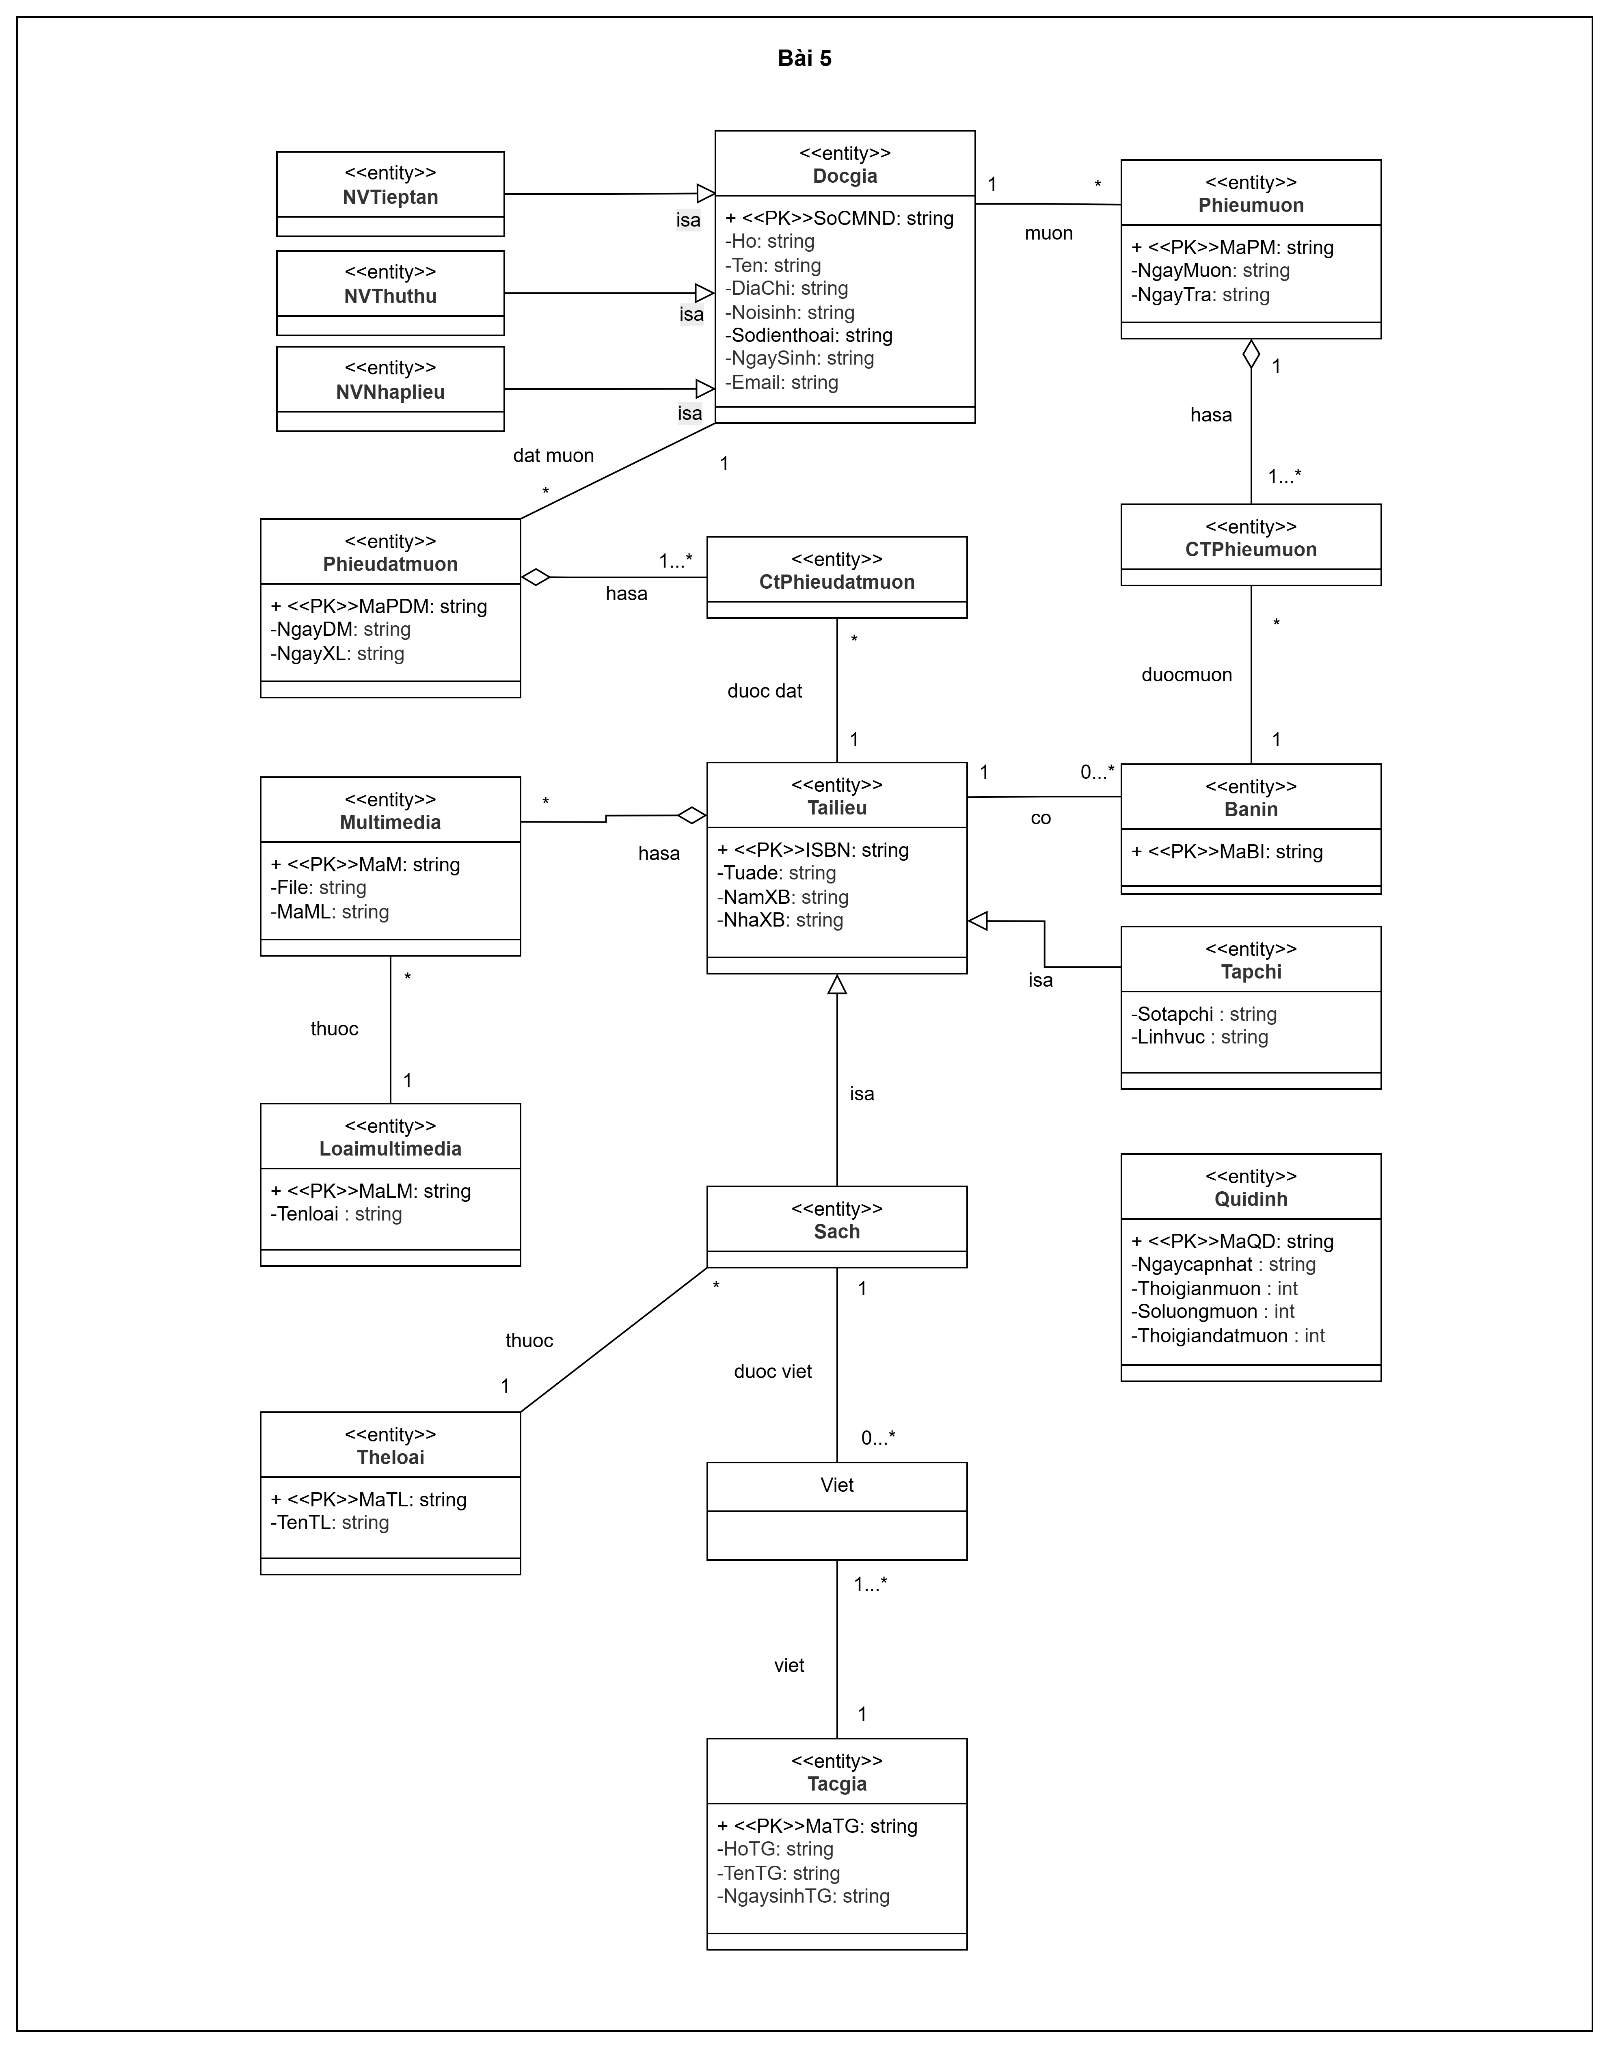 Bài 5
<<entity>>
NVTieptan
isa
<<entity>>
NVThuthu
isa
<<entity>>
NVNhaplieu
isa
<<entity>>
Docgia
+ <<PK>>SoCMND: string
-Ho: string
-Ten: string
-DiaChi: string
-Noisinh: string
-Sodienthoai: string
-NgaySinh: string
-Email: string
1
*
muon
<<entity>>
Phieumuon
+ <<PK>>MaPM: string
-NgayMuon: string
-NgayTra: string
1
hasa
1...*
dat muon
1
*
<<entity>>
Phieudatmuon
+ <<PK>>MaPDM: string
-NgayDM: string
-NgayXL: string
1...*
hasa
<<entity>>
CtPhieudatmuon
*
duoc dat
1
<<entity>>
CTPhieumuon
*
duocmuon
1
<<entity>>
Multimedia
+ <<PK>>MaM: string
-File: string
-MaML: string
*
hasa
<<entity>>
Tailieu
+ <<PK>>ISBN: string
-Tuade: string
-NamXB: string
-NhaXB: string
1
0...*
co
<<entity>>
Banin
+ <<PK>>MaBI: string
<<entity>>
Tapchi
-Sotapchi : string
-Linhvuc : string
isa
*
thuoc
1
<<entity>>
Loaimultimedia
+ <<PK>>MaLM: string
-Tenloai : string
isa
<<entity>>
Sach
<<entity>>
Quidinh
+ <<PK>>MaQD: string
-Ngaycapnhat : string
-Thoigianmuon : int
-Soluongmuon : int
-Thoigiandatmuon : int
*
thuoc
1
<<entity>>
Theloai
+ <<PK>>MaTL: string
-TenTL: string
1
duoc viet
0...*
Viet
1...*
viet
1
<<entity>>
Tacgia
+ <<PK>>MaTG: string
-HoTG: string
-TenTG: string
-NgaysinhTG: string